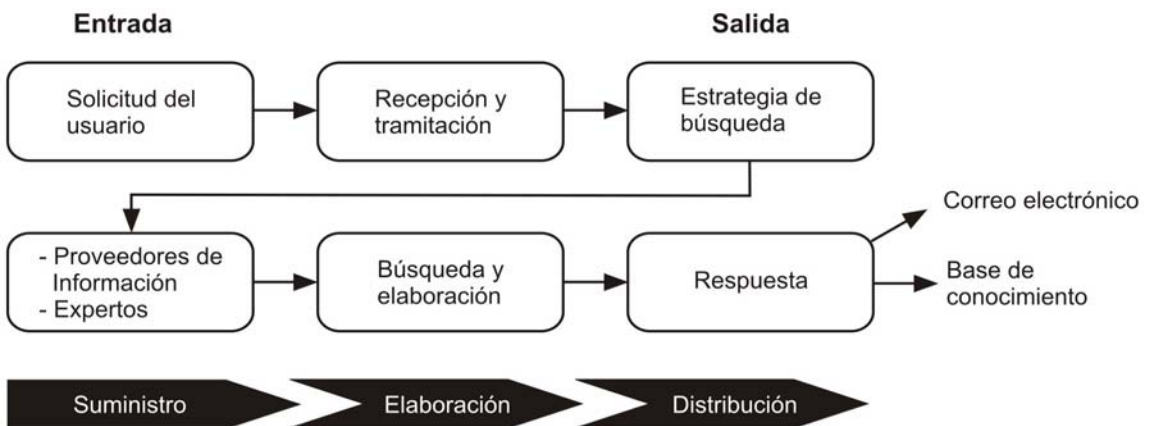 Entrada
Salida
Solicitud del
usuario
Recepción y
tramitación
Estrategia de
búsqueda
- Proveedores de
Información
- Expertos
Búsqueda y
elaboración
Respuesta
Correo electrónico
Base de
conocimiento
Suministro
Elaboración
Distribución